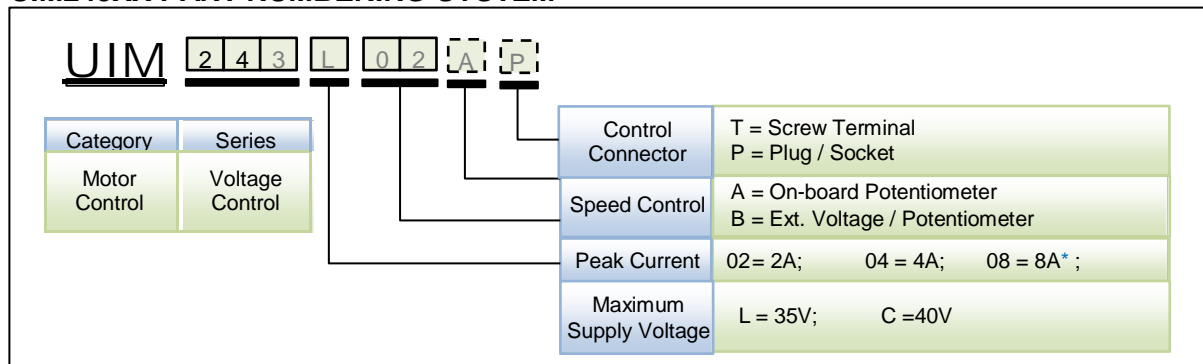 UIM 2 4 3 L 0 2 A P
Category Series
Motor Control Voltage Control
Control Connector T = Screw Terminal
P = Plug / Socket
Speed Control A = On-board Potentiometer
B = Ext. Voltage / Potentiometer
Peak Current 02= 2A; 04 = 4A; 08 = 8A* ;
Maximum Supply Voltage L = 35V; C =40V